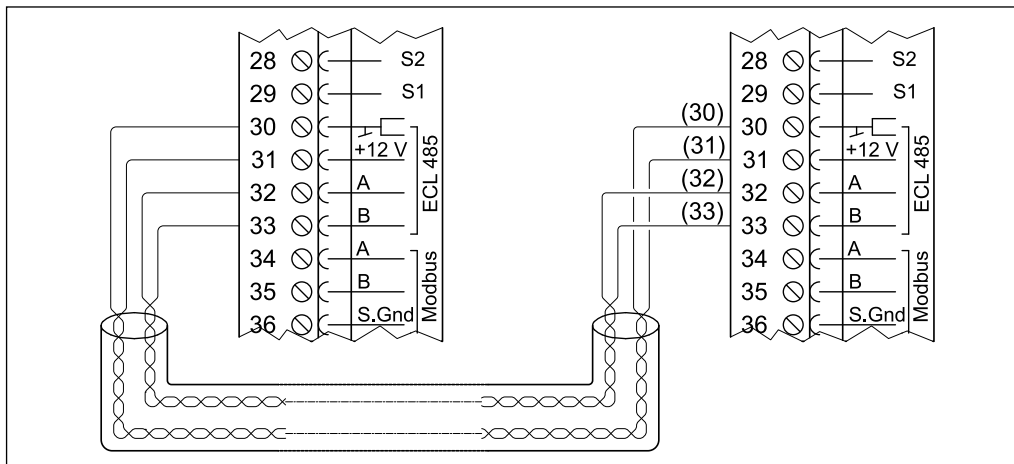 28 S2
29 S1
30
+12 V
31
32 A
33 B
34 A
35 B
36 S.Gnd
ECL 485
Modbus
(30)
(31)
(32)
(33)
28 S2
29 S1
30
+12 V
31
32 A
33 B
34 A
35 B
36 S.Gnd
ECL 485
Modbus